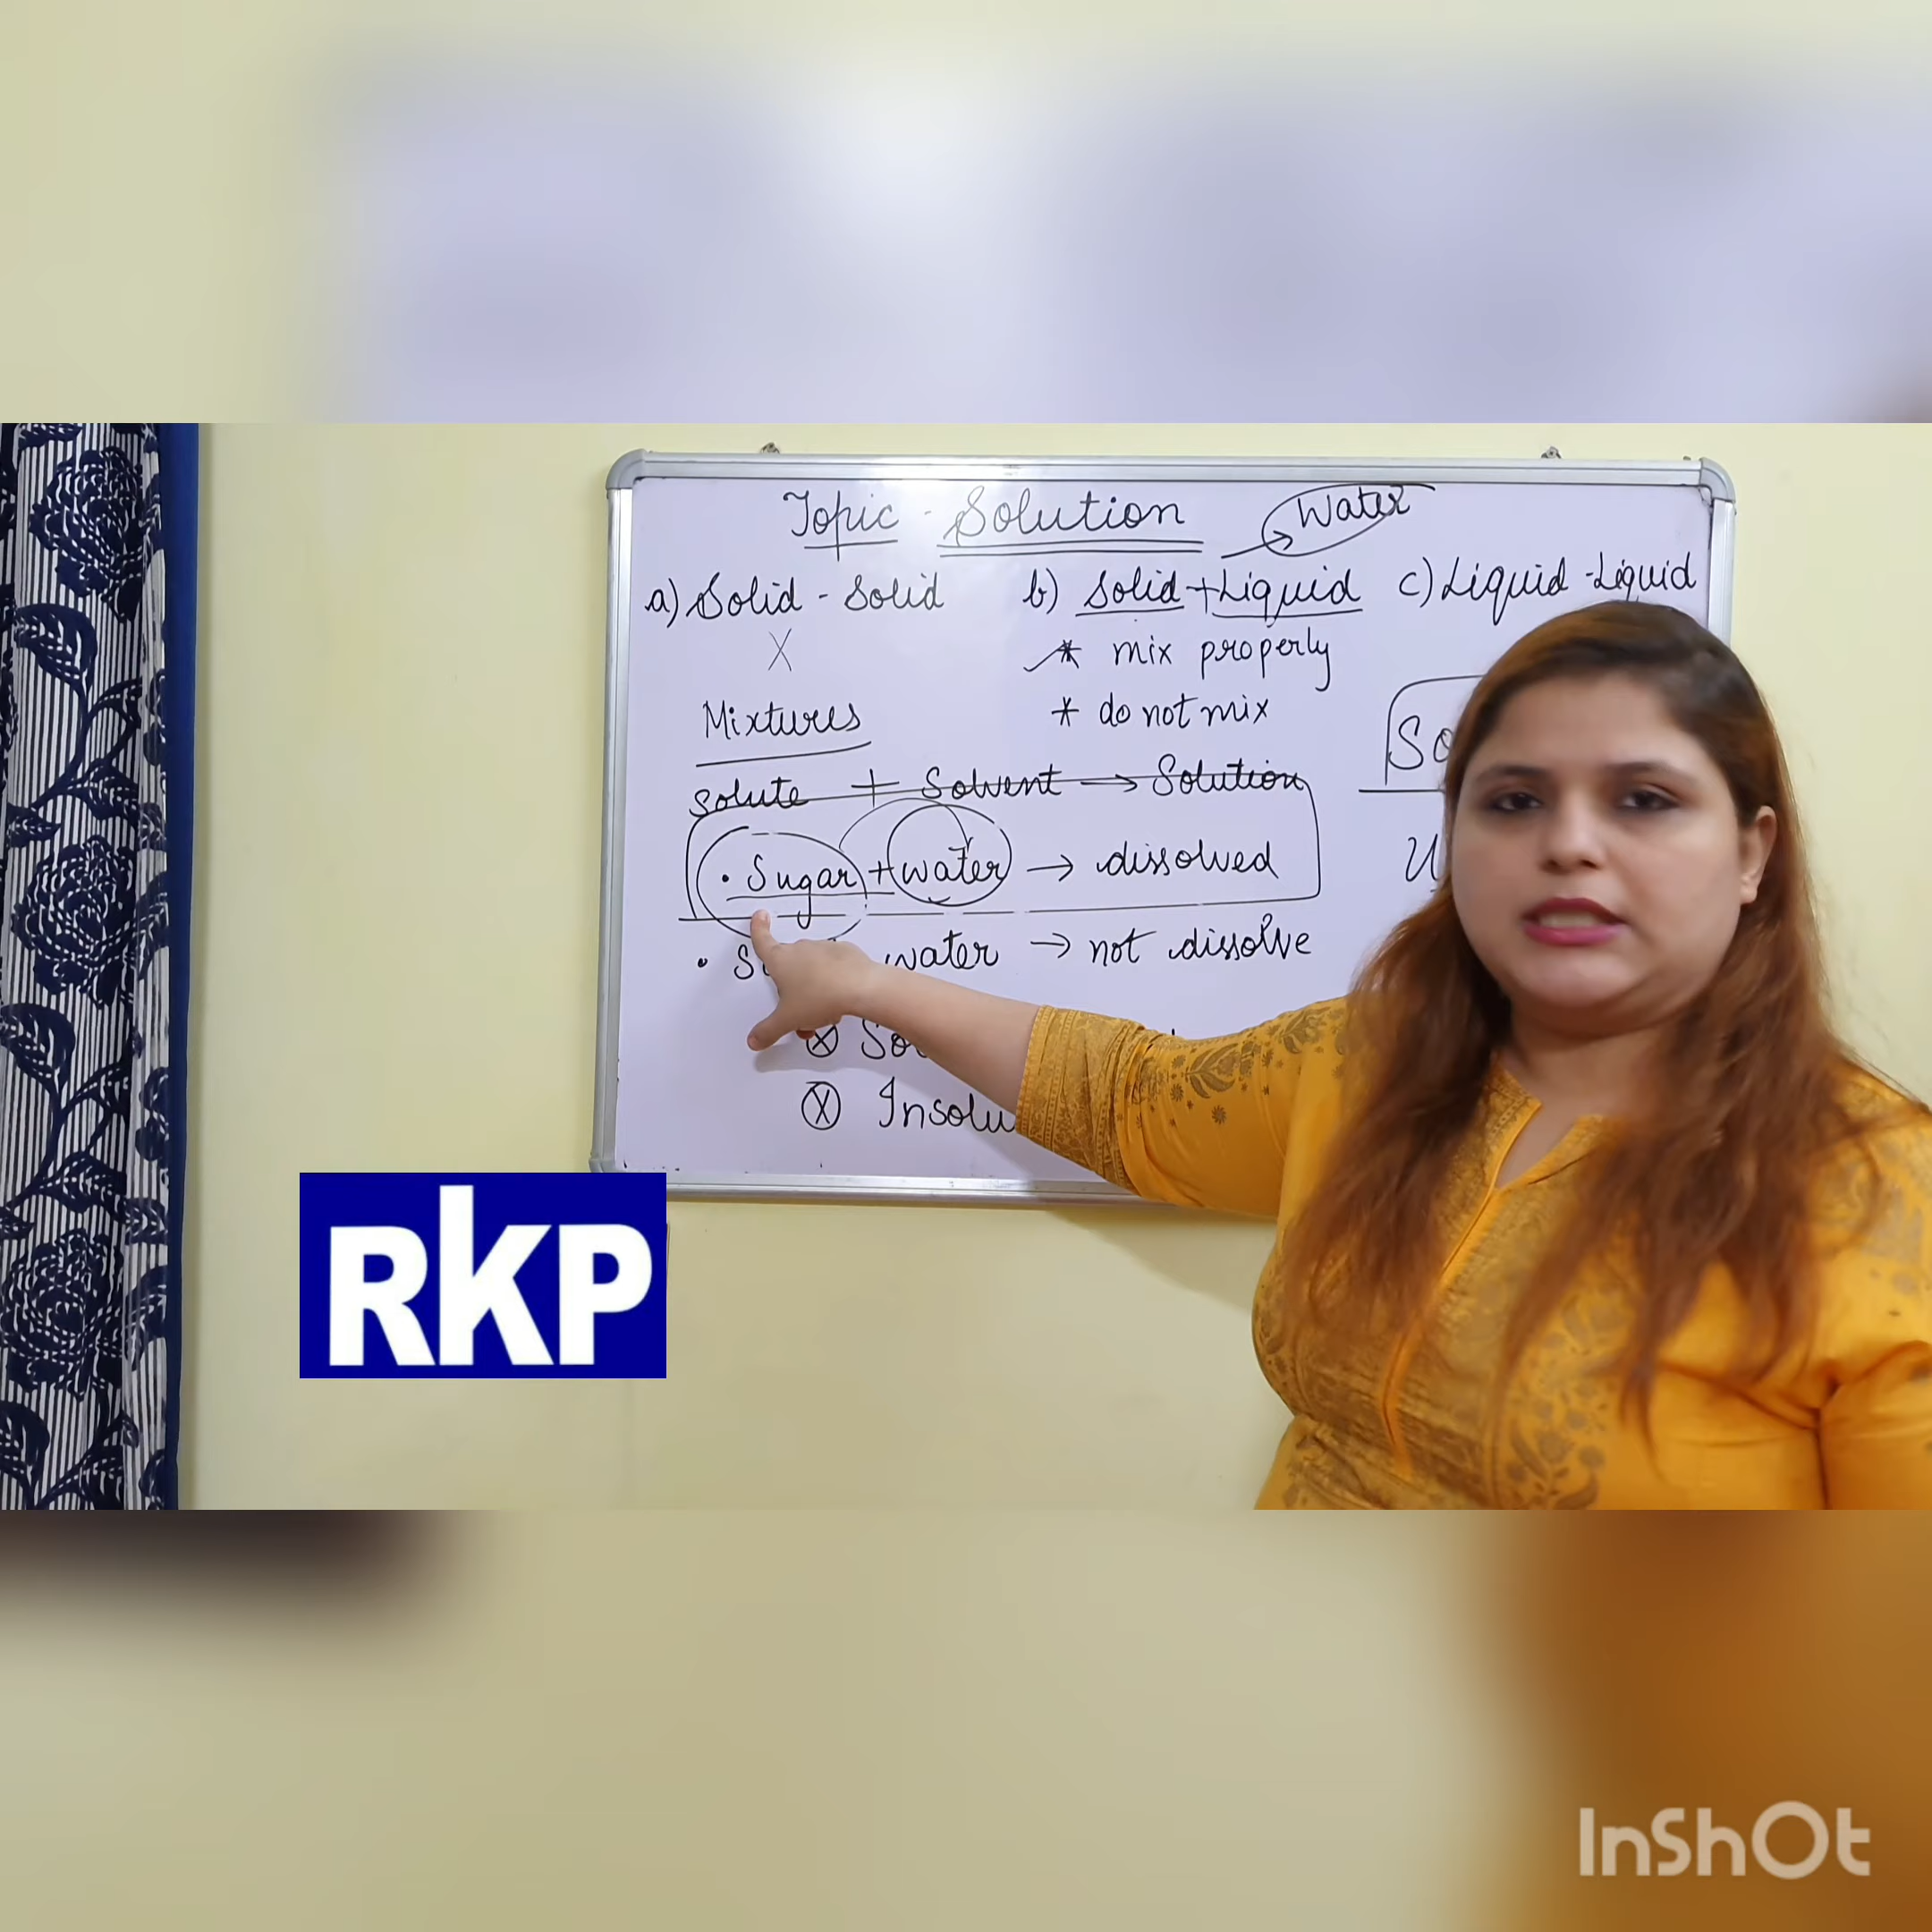 Topic - Solution → Water
a) Solid - Solid b) Solid + Liquid c) Liquid - Liquid
X * mix properly
Mixtures * do not mix
Solute + Solvent → Solution
• Sugar + water → dissolved
• water → not dissolve
RKP
InShOt